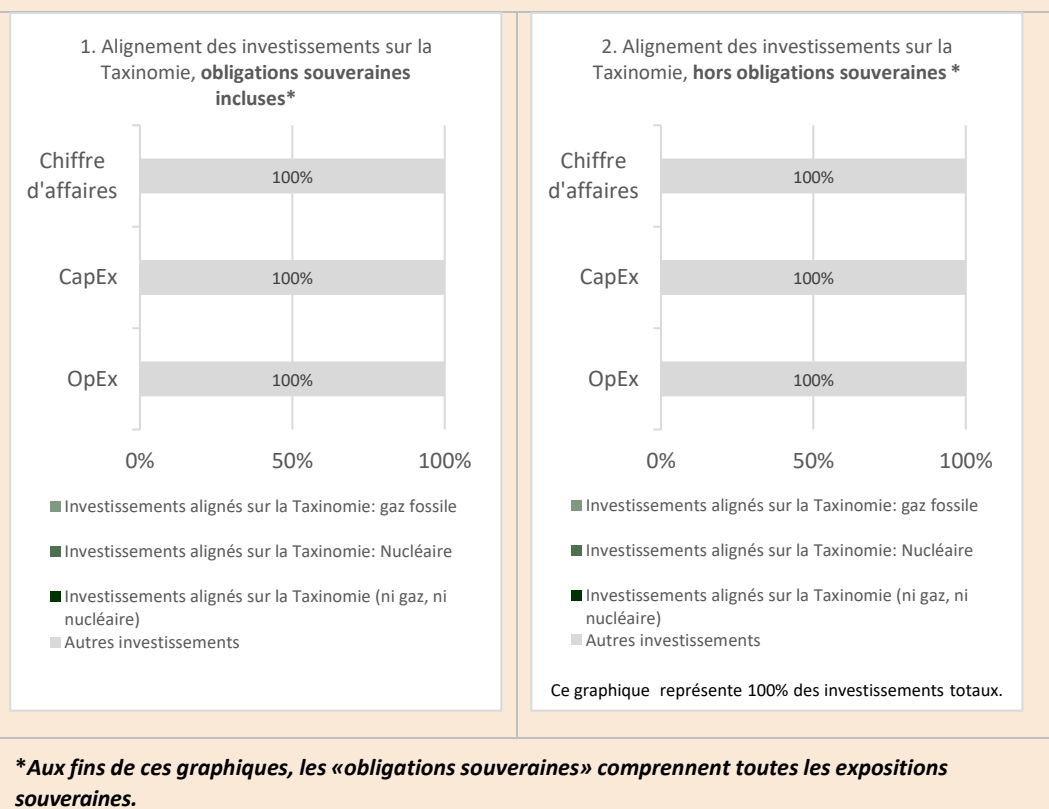 1. Alignement des investissements sur la
Taxinomie, obligations souveraines
incluses*
Chiffre
d'affaires
100%
CapEx
100%
OpEx
100%
0%
50%
100%
Investissements alignés sur la Taxinomie: gaz fossile
Investissements alignés sur la Taxinomie: Nucléaire
Investissements alignés sur la Taxinomie (ni gaz, ni
nucléaire)
Autres investissements
2. Alignement des investissements sur la
Taxinomie, hors obligations souveraines *
Chiffre
d'affaires
100%
CapEx
100%
OpEx
100%
0%
50%
100%
Investissements alignés sur la Taxinomie: gaz fossile
Investissements alignés sur la Taxinomie: Nucléaire
Investissements alignés sur la Taxinomie (ni gaz, ni
nucléaire)
Autres investissements
Ce graphique représente 100% des investissements totaux.
*Aux fins de ces graphiques, les «obligations souveraines» comprennent toutes les expositions
souveraines.